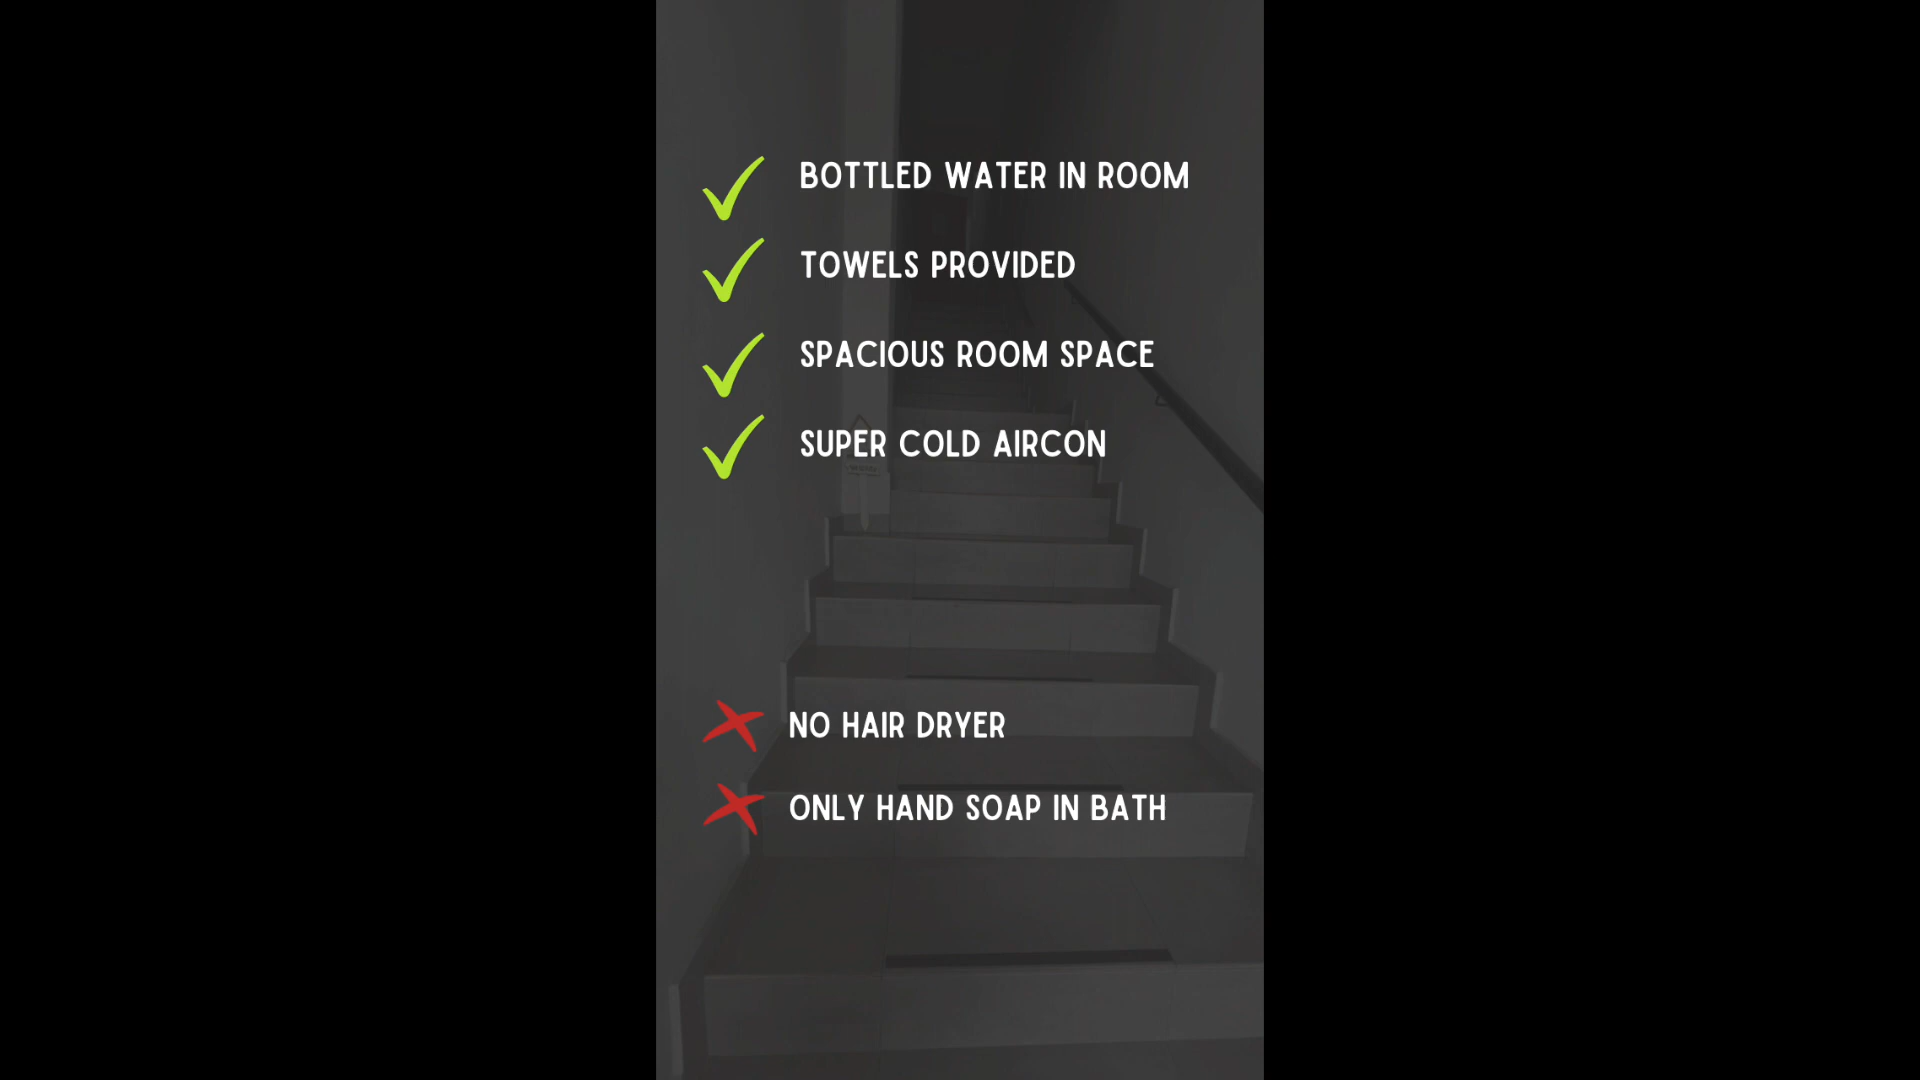 BOTTLED WATER IN ROOM
TOWELS PROVIDED
SPACIOUS ROOM SPACE
SUPER COLD AIRCON
NO HAIR DRYER
ONLY HAND SOAP IN BATH